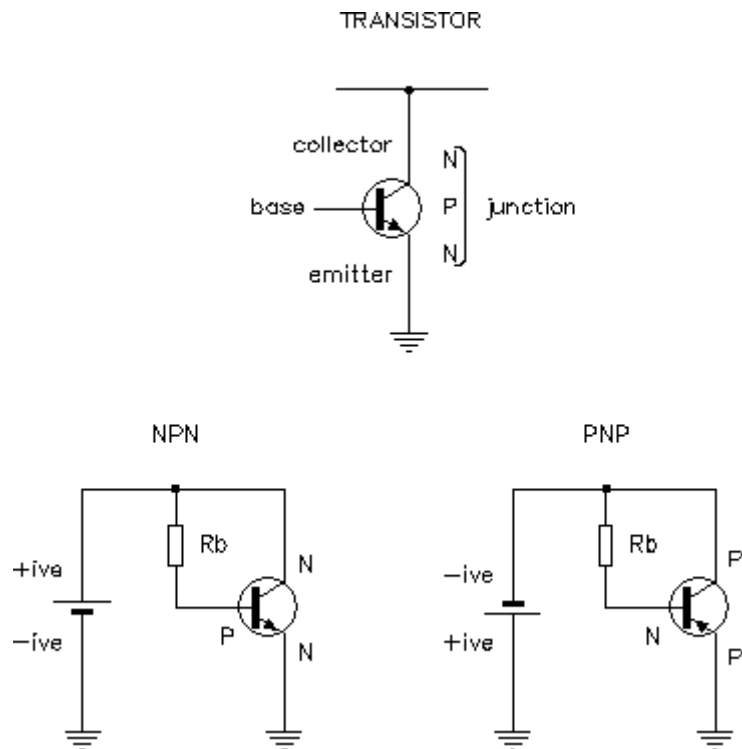 TRANSISTOR
collector
N
base
P
junction
N
emitter
NPN
PNP
Rb
N
+ive
-ive
P
N
Rb
P
-ive
+ive
N
P